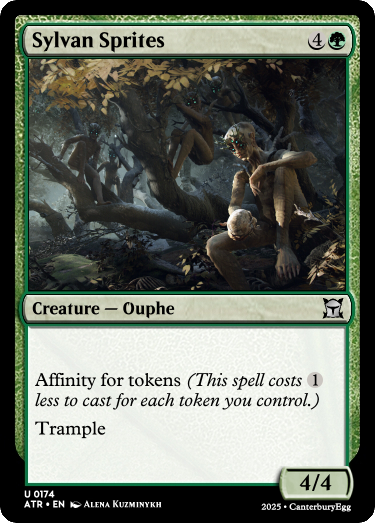 Sylvan Sprites 4
Creature — Ouphe
Affinity for tokens (This spell costs 1
less to cast for each token you control.)
Trample
4/4
U 0174
ATR • EN Alena Kuzminykh
2025 • CanterburyEgg